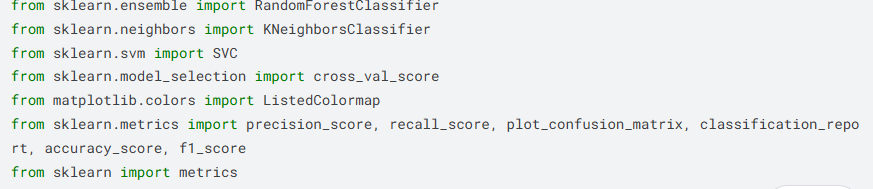 from sklearn.ensemble import RandomForestClassifier
from sklearn.neighbors import KNeighborsClassifier
from sklearn.svm import SVC
from sklearn.model_selection import cross_val_score
from matplotlib.colors import ListedColormap
from sklearn.metrics import precision_score, recall_score, plot_confusion_matrix, classification_repo
rt, accuracy_score, f1_score
from sklearn import metrics